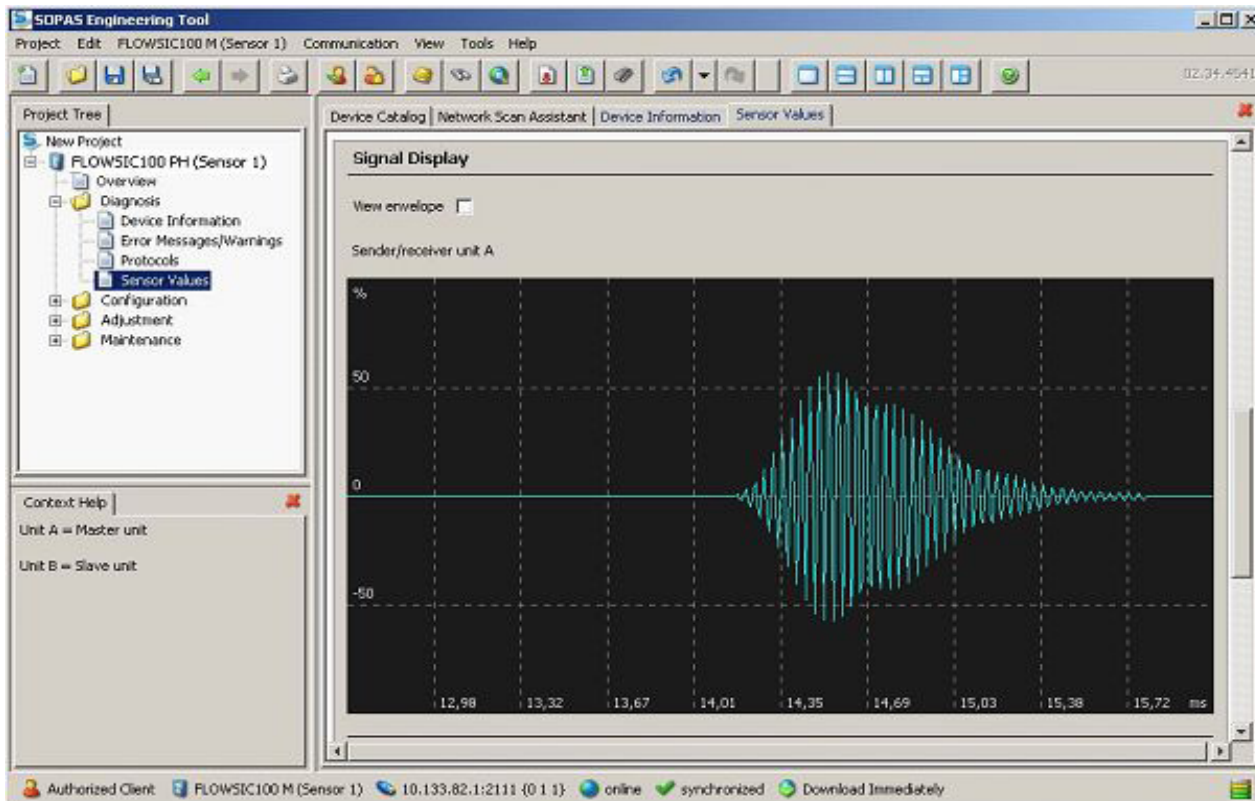 SOPAS Engineering Tool
Project Edit FLOWSIC100 M (Sensor 1) Communication View Tools Help
02.34.4541
Project Tree
New Project
FLOWSIC100 PH (Sensor 1)
Overview
Diagnosis
Device Information
Error Messages/Warnings
Protocols
Sensor Values
Configuration
Adjustment
Maintenance
Context Help
Unit A = Master unit
Unit B = Slave unit
Device Catalog Network Scan Assistant Device Information Sensor Values
Signal Display
View envelope
Sender/receiver unit A
%
50
0
-50
12,98 13,32 13,67 14,01 14,35 14,69 15,03 15,38 15,72 ms
Authorized Client FLOWSIC100 M (Sensor 1) 10.133.82.1:2111 {0 1 1} online synchronized Download Immediately